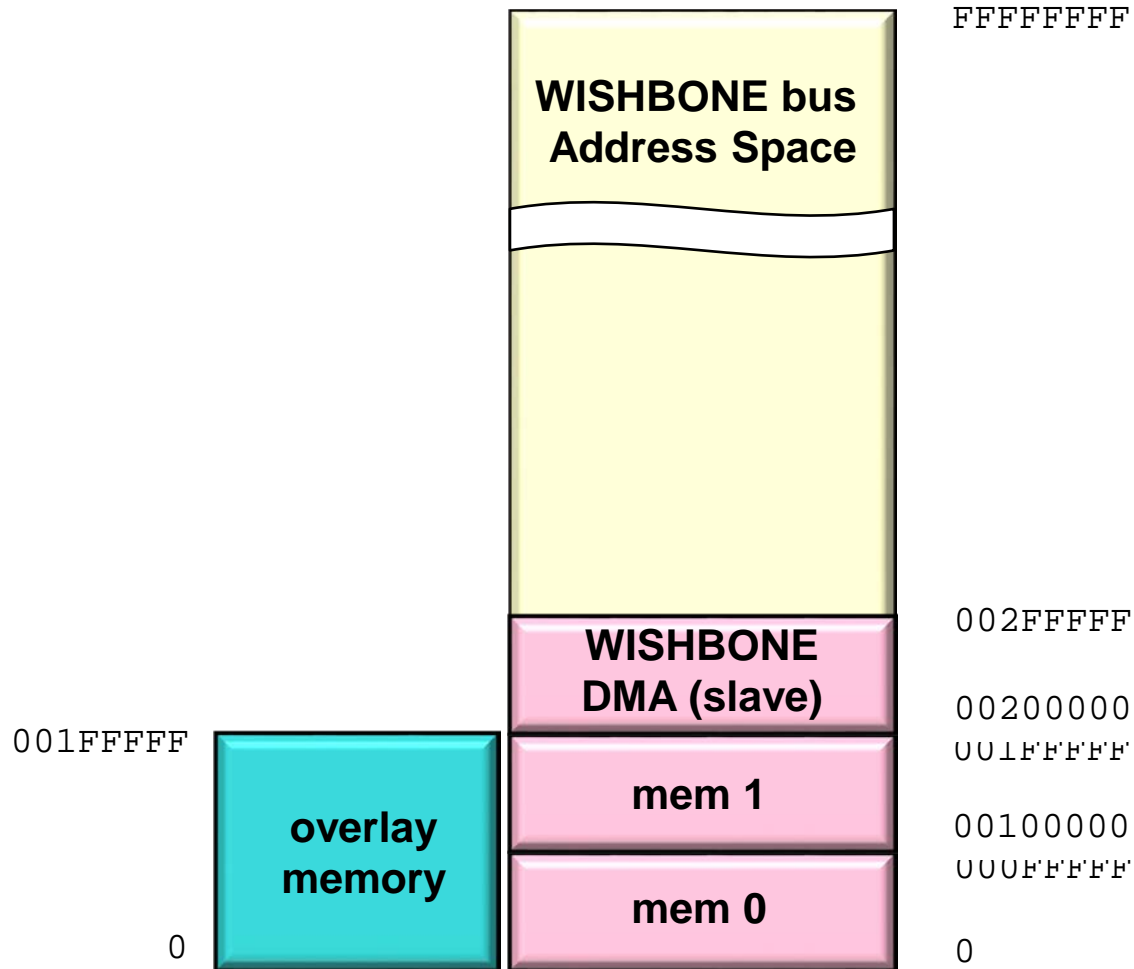 FFFFFFFF
WISHBONE bus
Address Space
002FFFFF
WISHBONE
DMA (slave)
00200000
001FFFFF
001FFFFF
mem 1
overlay
memory
00100000
000FFFFF
mem 0
0
0